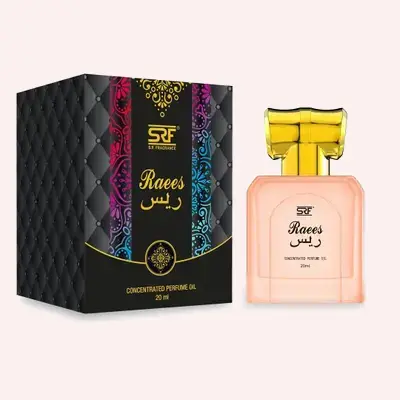 SRF
S.R. FRAGRANCE
Raees
ريس
CONCENTRATED PERFUME OIL
20 ml
SRF
Raees
ريس
CONCENTRATED PERFUME OIL
20ml